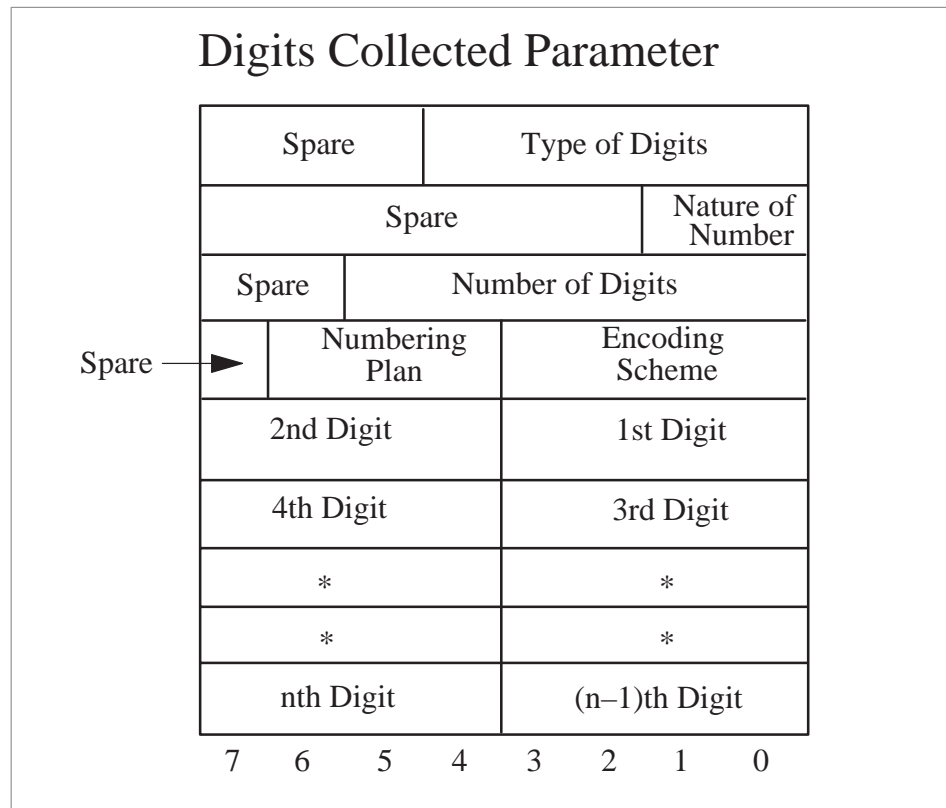 Digits Collected Parameter
Spare Type of Digits
Spare Nature of
Number
Spare Number of Digits
Spare Numbering
Plan Encoding
Scheme
2nd Digit 1st Digit
4th Digit 3rd Digit
* *
* *
nth Digit (n–1)th Digit
7 6 5 4 3 2 1 0